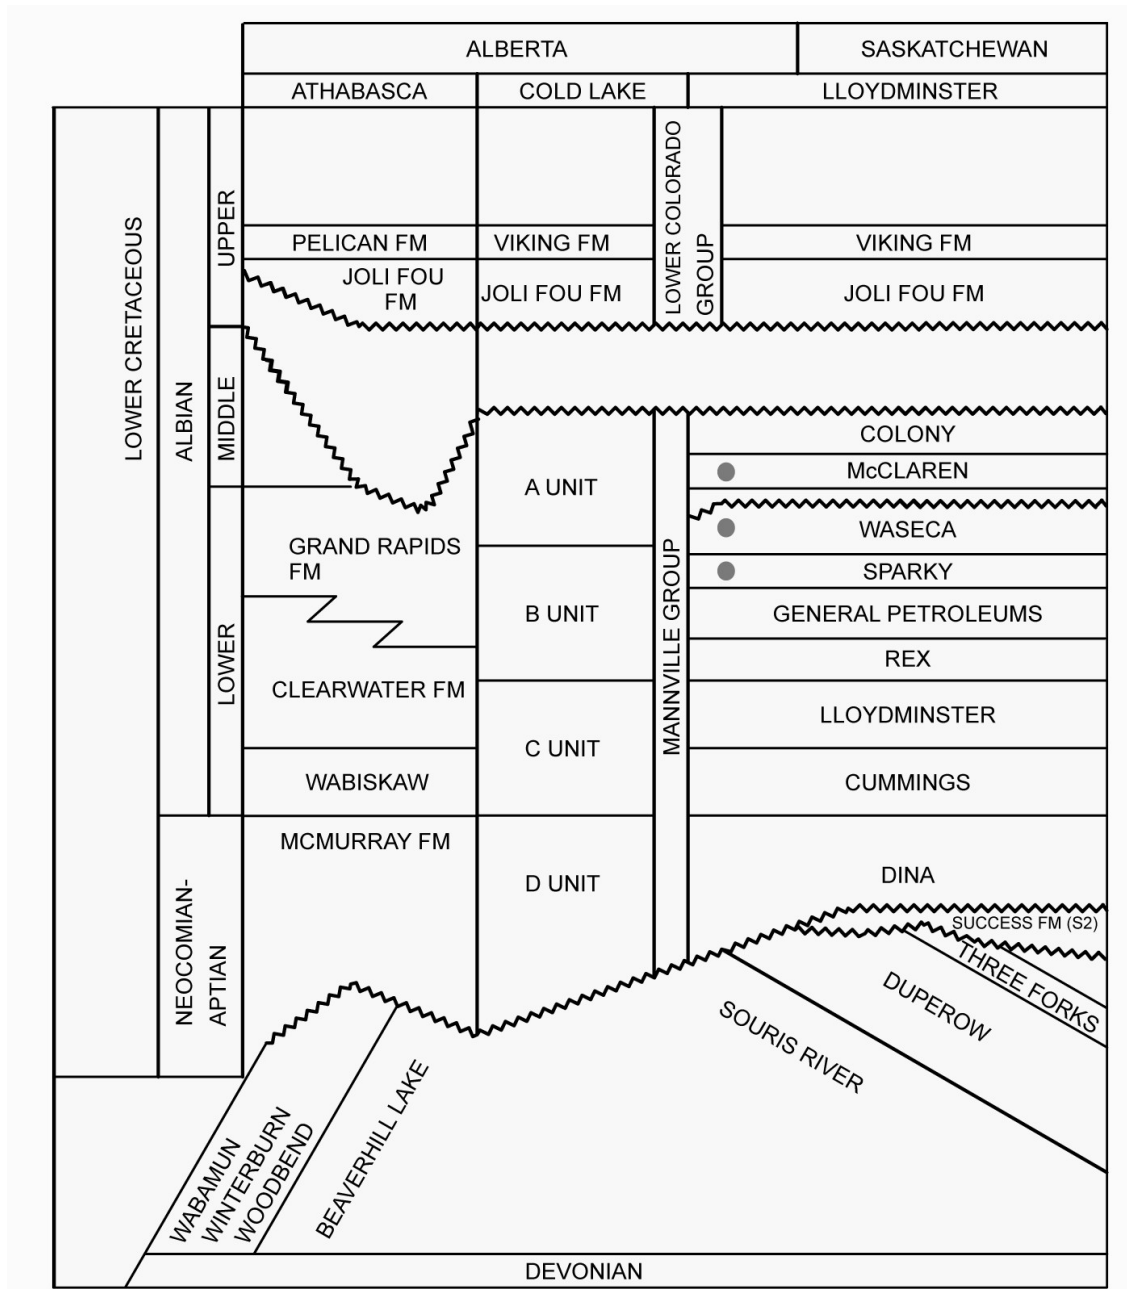 ALBERTA
SASKATCHEWAN
ATHABASCA
COLD LAKE
LLOYDMINSTER
LOWER CRETACEOUS
ALBIAN
UPPER
MIDDLE
LOWER
NEOCOMIAN-
APTIAN
PELICAN FM
JOLI FOU
FM
GRAND RAPIDS
FM
CLEARWATER FM
WABISKAW
MCMURRAY FM
VIKING FM
JOLI FOU FM
A UNIT
B UNIT
C UNIT
D UNIT
LOWER COLORADO
GROUP
MANNVILLE GROUP
VIKING FM
JOLI FOU FM
COLONY
McCLAREN
WASECA
SPARKY
GENERAL PETROLEUMS
REX
LLOYDMINSTER
CUMMINGS
DINA
SUCCESS FM (S2)
THREE FORKS
DUPEROW
SOURIS RIVER
WABAMUN
WINTERBURN
WOODBEND
BEAVERHILL LAKE
DEVONIAN